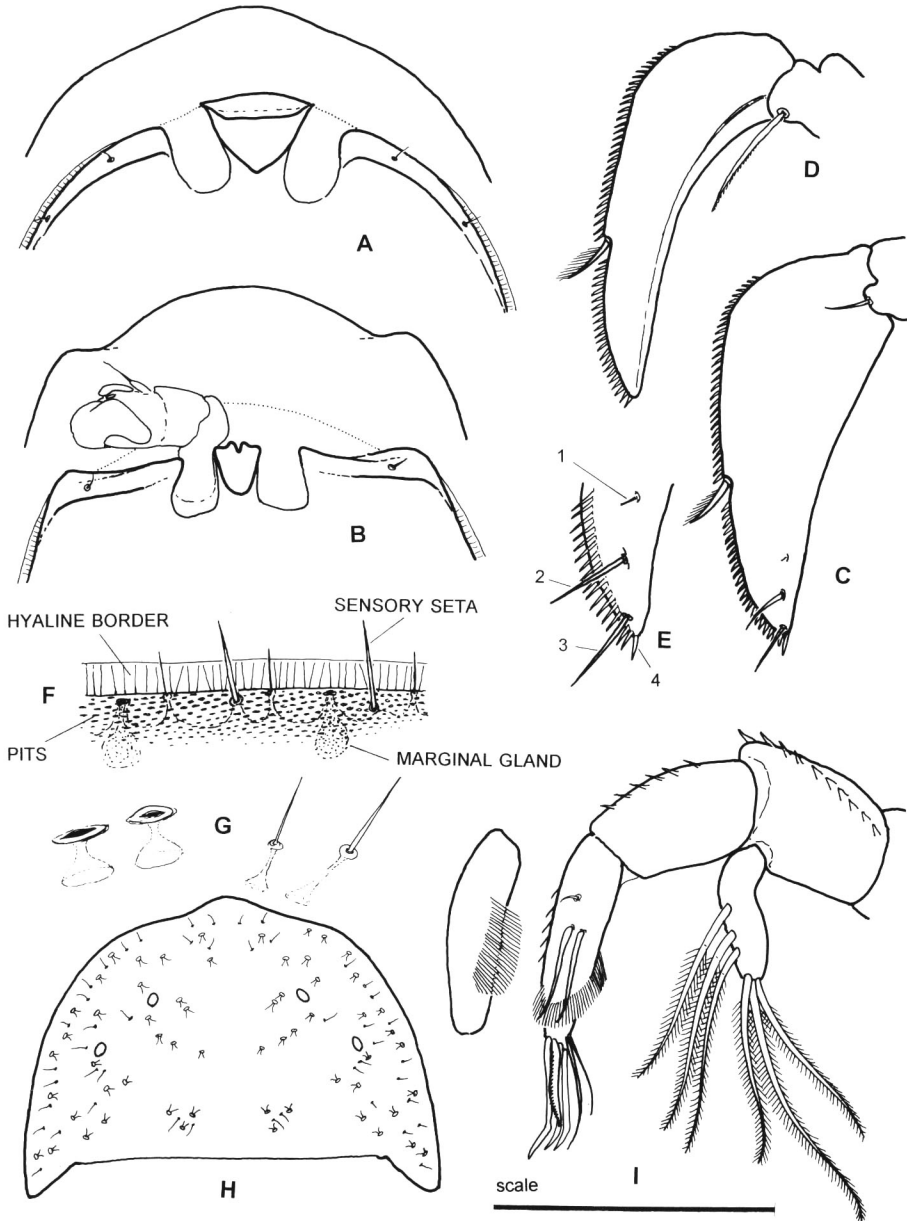 A
D
B
1
2
3
4
E
C
HYALINE BORDER
SENSORY SETA
F
PITS
MARGINAL GLAND
G
H
I
scale